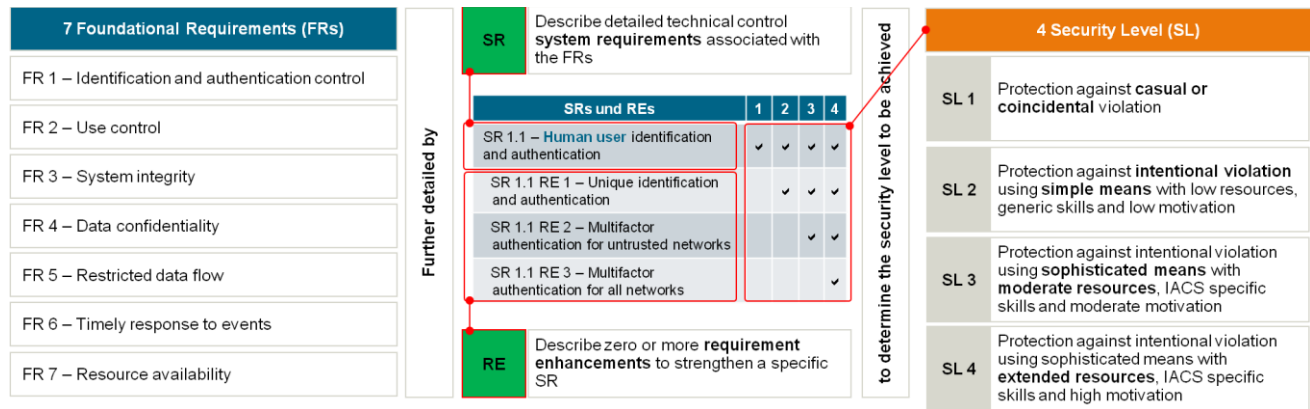 7 Foundational Requirements (FRs)
FR 1 – Identification and authentication control
FR 2 – Use control
FR 3 – System integrity
FR 4 – Data confidentiality
FR 5 – Restricted data flow
FR 6 – Timely response to events
FR 7 – Resource availability
Further detailed by
SR
Describe detailed technical control
system requirements associated with
the FRs
SRs und REs 1 2 3 4
SR 1.1 – Human user identification
and authentication ✓ ✓ ✓ ✓
SR 1.1 RE 1 – Unique identification
and authentication ✓ ✓ ✓
SR 1.1 RE 2 – Multifactor
authentication for untrusted networks ✓ ✓
SR 1.1 RE 3 – Multifactor
authentication for all networks ✓
RE
Describe zero or more requirement
enhancements to strengthen a specific
SR
to determine the security level to be achieved
4 Security Level (SL)
SL 1
Protection against casual or
coincidental violation
SL 2
Protection against intentional violation
using simple means with low resources,
generic skills and low motivation
SL 3
Protection against intentional violation
using sophisticated means with
moderate resources, IACS specific
skills and moderate motivation
SL 4
Protection against intentional violation
using sophisticated means with
extended resources, IACS specific
skills and high motivation